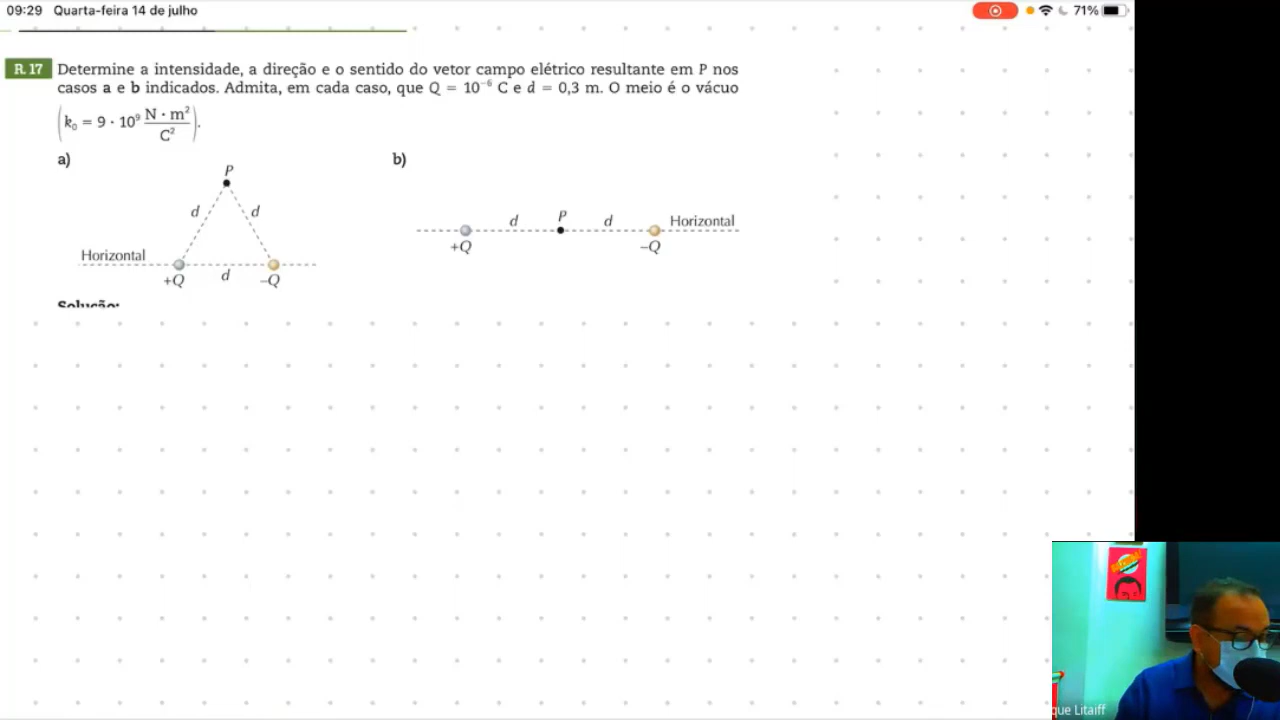 09:29 Quarta-feira 14 de julho
71%
R. 17 Determine a intensidade, a direção e o sentido do vetor campo elétrico resultante em P nos
casos a e b indicados. Admita, em cada caso, que Q = 10⁻⁶ C e d = 0,3 m. O meio é o vácuo
(k₀ = 9 · 10⁹ N · m² / C²).
a)
b)
P
d d
Horizontal
+Q d –Q
d P d Horizontal
+Q –Q
Solução:
que Litaiff